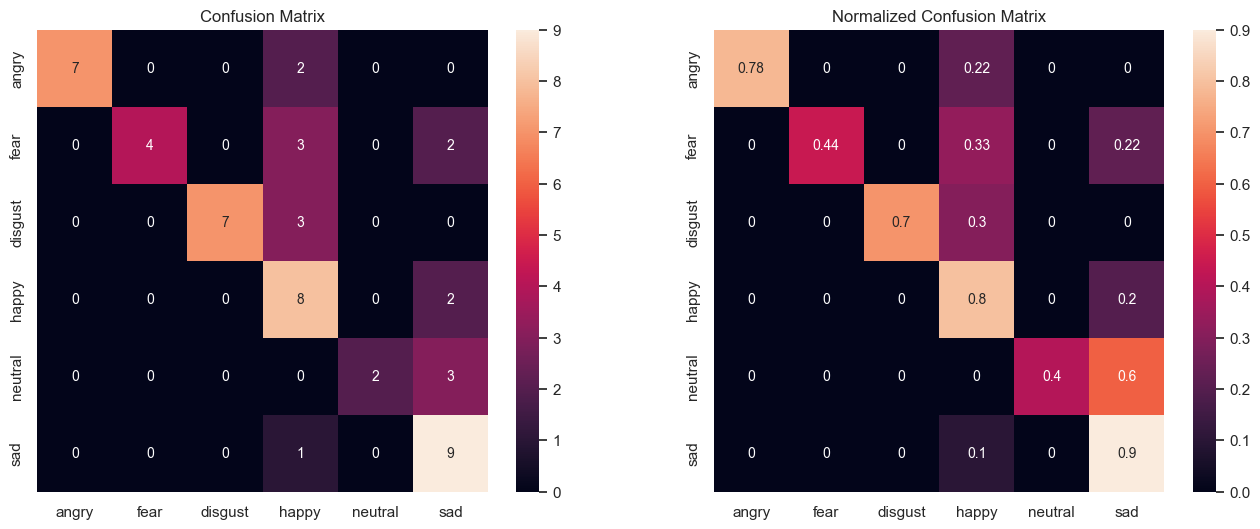 Confusion Matrix
angry 7 0 0 2 0 0
fear 0 4 0 3 0 2
disgust 0 0 7 3 0 0
happy 0 0 0 8 0 2
neutral 0 0 0 0 2 3
sad 0 0 0 1 0 9
angry fear disgust happy neutral sad
9
8
7
6
5
4
3
2
1
0
Normalized Confusion Matrix
angry 0.78 0 0 0.22 0 0
fear 0 0.44 0 0.33 0 0.22
disgust 0 0 0.7 0.3 0 0
happy 0 0 0 0.8 0 0.2
neutral 0 0 0 0 0.4 0.6
sad 0 0 0 0.1 0 0.9
angry fear disgust happy neutral sad
0.9
0.8
0.7
0.6
0.5
0.4
0.3
0.2
0.1
0.0